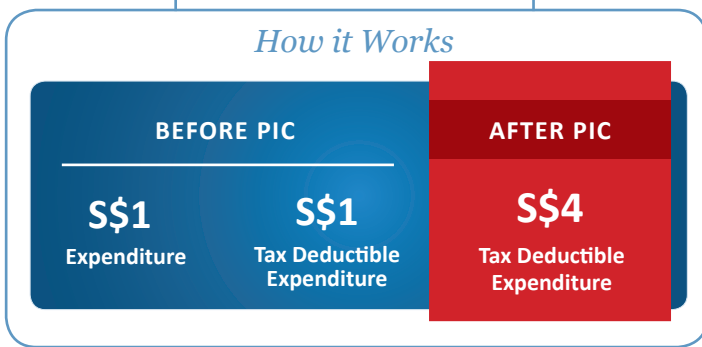 How it Works
BEFORE PIC
AFTER PIC
S$1
Expenditure
S$1
Tax Deductible
Expenditure
S$4
Tax Deductible
Expenditure